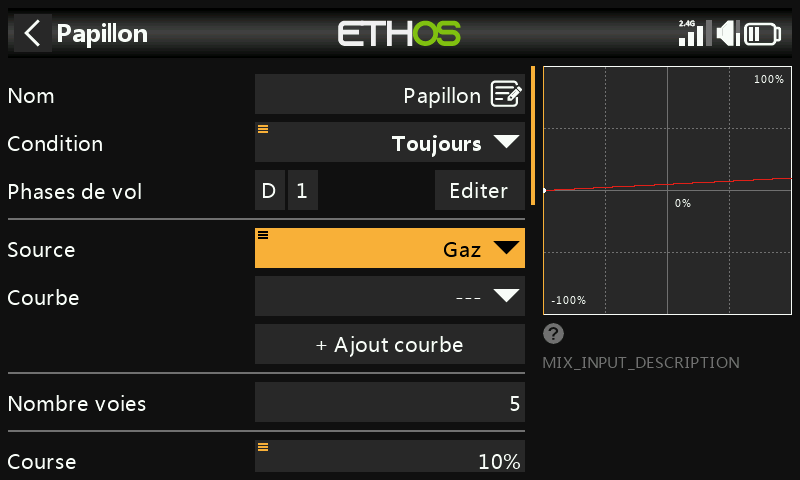 Papillon
ETHOS
2.4G
Nom
Papillon
Condition
Toujours
Phases de vol
D
1
Editer
Source
Gaz
Courbe
---
+ Ajout courbe
Nombre voies
5
Course
10%
100%
0%
-100%
?
MIX_INPUT_DESCRIPTION